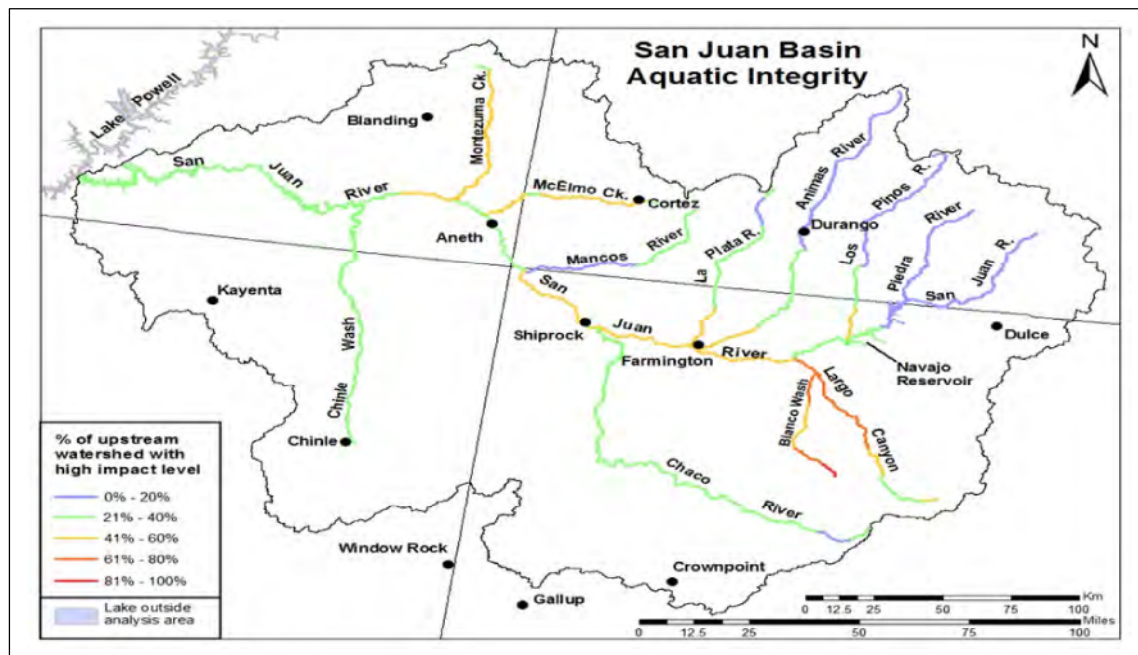 San Juan Basin
Aquatic Integrity
N
Lake Powell
Blanding
Montezuma Ck.
San Juan River
McElmo Ck.
Cortez
Aneth
Mancos River
La Plata R.
Animas River
Durango
Los Pinos R.
Piedra River
San Juan R.
Kayenta
Chinle Wash
Chinle
San Juan River
Shiprock
Farmington
Navajo
Reservoir
Dulce
Blanco Wash
Largo Canyon
Chaco River
Window Rock
Gallup
Crownpoint
% of upstream
watershed with
high impact level
0% - 20%
21% - 40%
41% - 60%
61% - 80%
81% - 100%
Lake outside
analysis area
Km
0 12.5 25 50 75 100
Miles
0 12.5 25 50 75 100